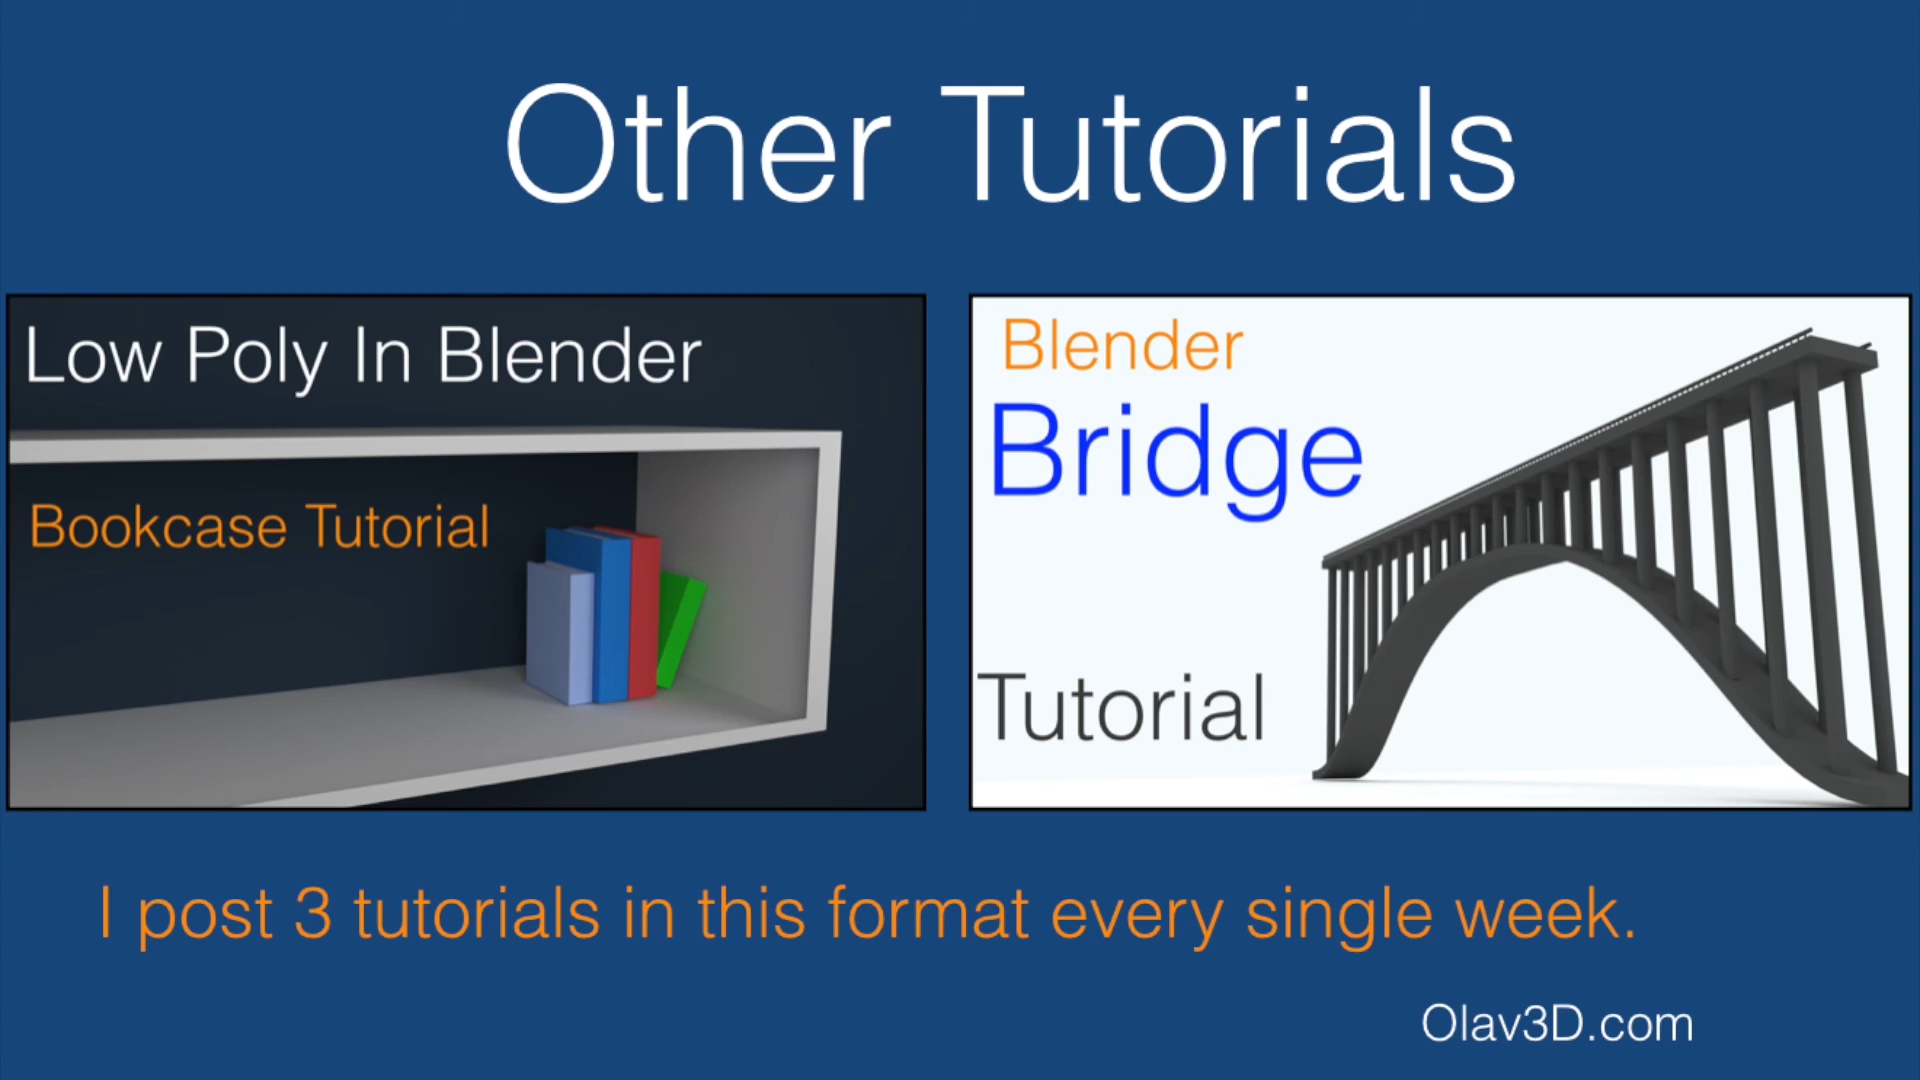 Other Tutorials
Low Poly In Blender
Bookcase Tutorial
Blender
Bridge
Tutorial
I post 3 tutorials in this format every single week.
Olav3D.com